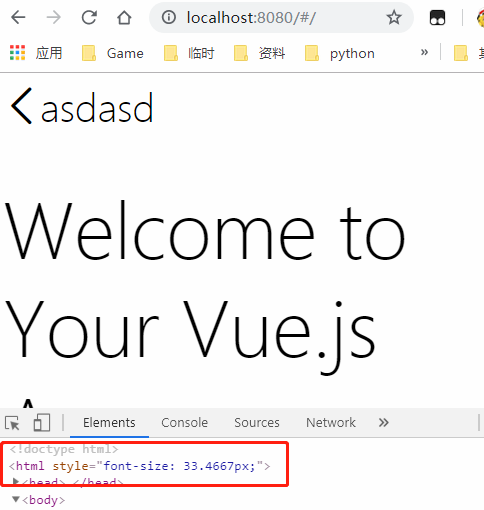 localhost:8080/#/
应用 Game 临时 资料 python »
asdasd
Welcome to
Your Vue.js
Elements Console Sources Network »
<!doctype html>
<html style="font-size: 33.4667px;">
▶<head> </head>
▼<body>